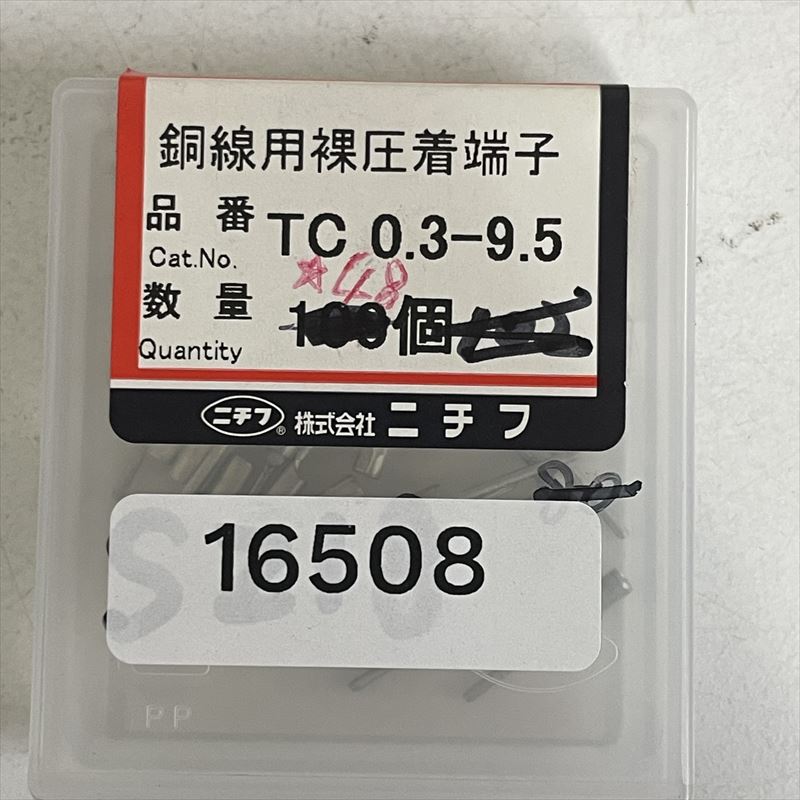 銅線用裸圧着端子
品番 TC 0.3-9.5
Cat.No.
☆48
数量 100個
Quantity
ニチフ® 株式会社 ニチフ
16508
PP